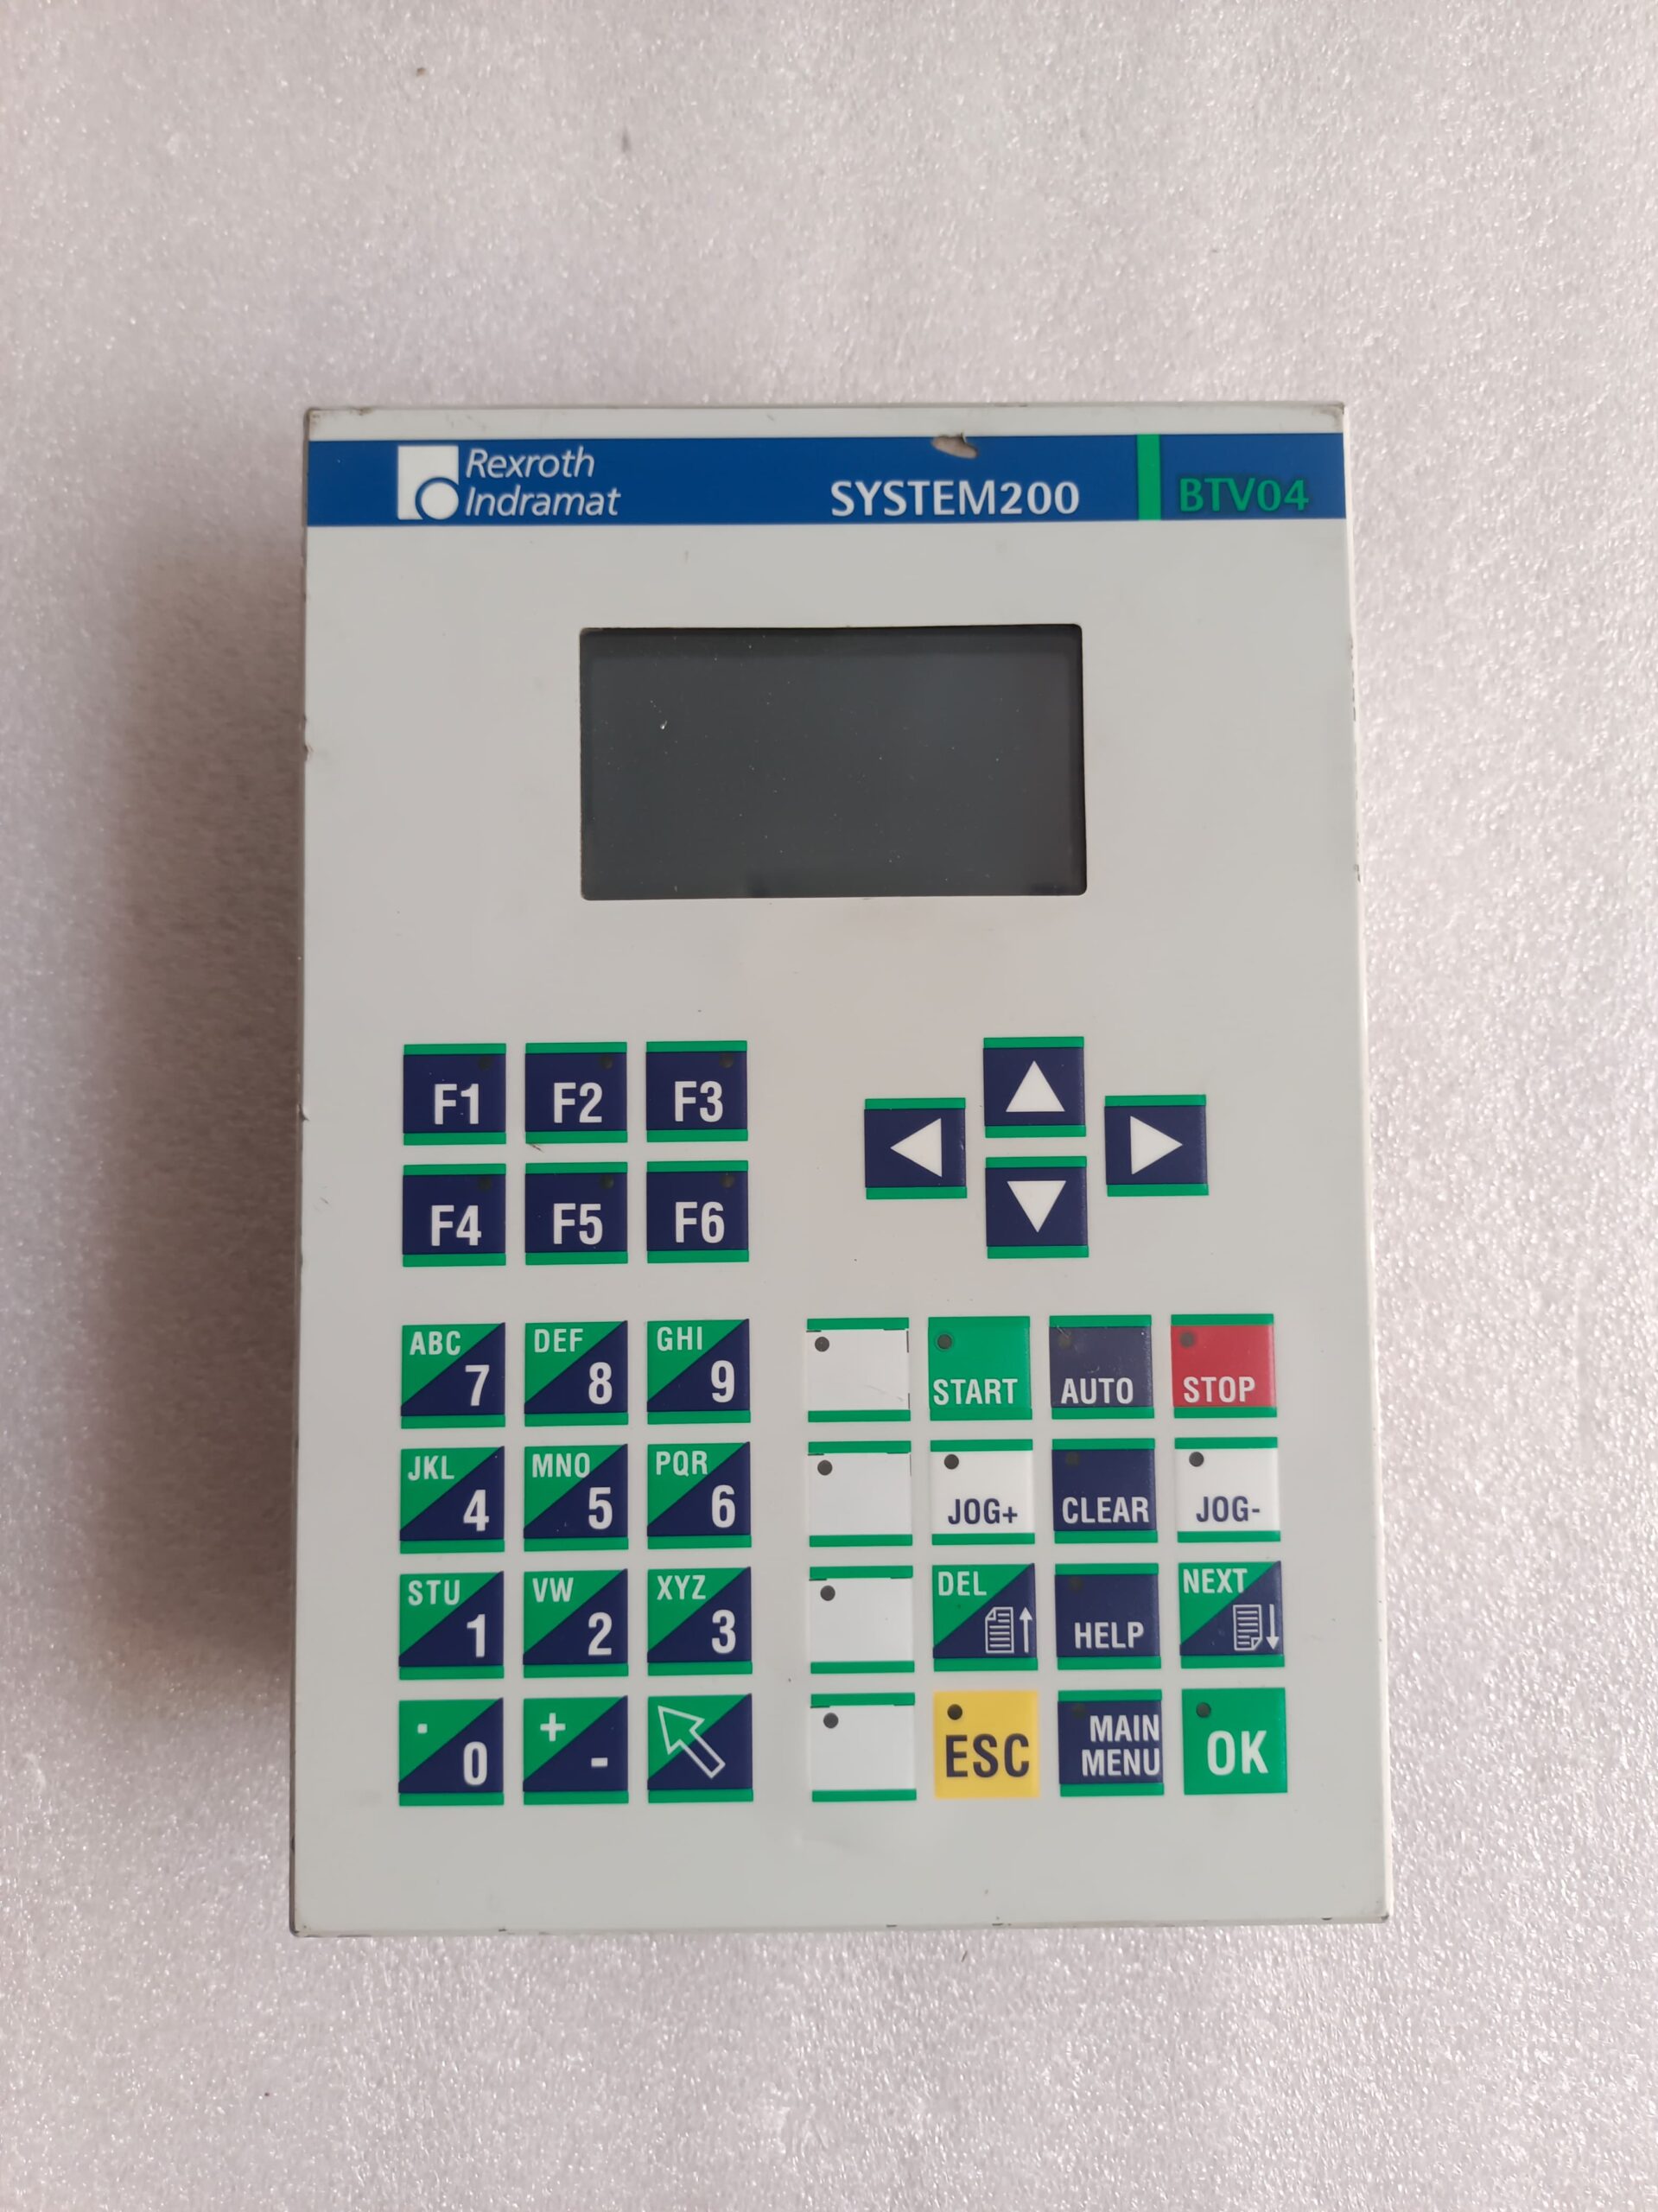 Rexroth
Indramat
SYSTEM200
BTV04
F1 F2 F3
F4 F5 F6
ABC 7 DEF 8 GHI 9 START AUTO STOP
JKL 4 MNO 5 PQR 6 JOG+ CLEAR JOG-
STU 1 VW 2 XYZ 3 DEL HELP NEXT
. 0 + - ESC MAIN MENU OK